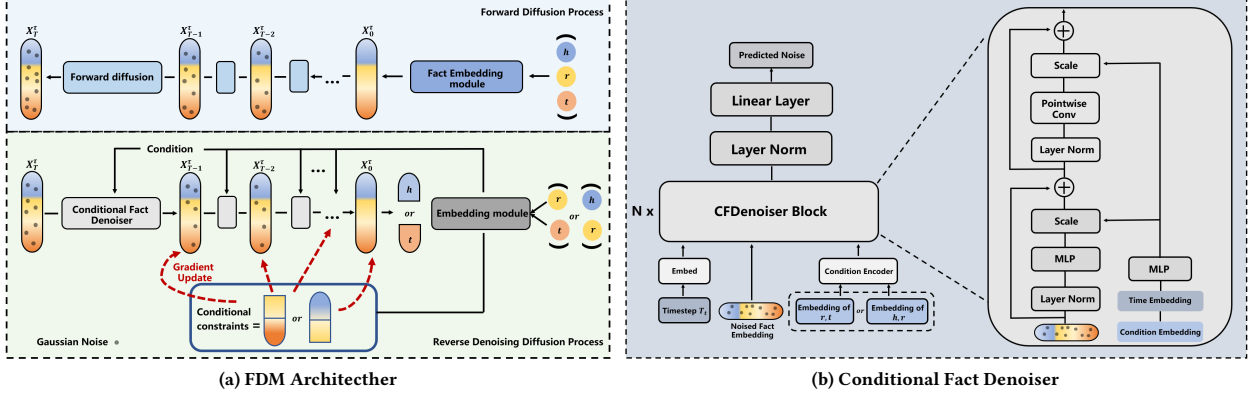 Forward Diffusion Process
X_T^τ
X_{T-1}^τ
X_{T-2}^τ
X_0^τ
Forward diffusion
...
Fact Embedding
module
(
h
r
t
)
Condition
X_T^τ
X_{T-1}^τ
X_{T-2}^τ
...
X_0^τ
Conditional Fact
Denoiser
...
h
or
t
Embedding module
( (
r h
or
t r
) )
Gradient
Update
Conditional
constraints =
or
Gaussian Noise
Reverse Denoising Diffusion Process
(a) FDM Architecther
Predicted Noise
Linear Layer
Layer Norm
N x
CFDenoiser Block
Embed
Timestep T_t
Noised Fact
Embedding
Condition Encoder
Embedding of
r, t
or
Embedding of
h, r
+
Scale
Pointwise
Conv
Layer Norm
+
Scale
MLP
Layer Norm
MLP
Time Embedding
Condition Embedding
(b) Conditional Fact Denoiser